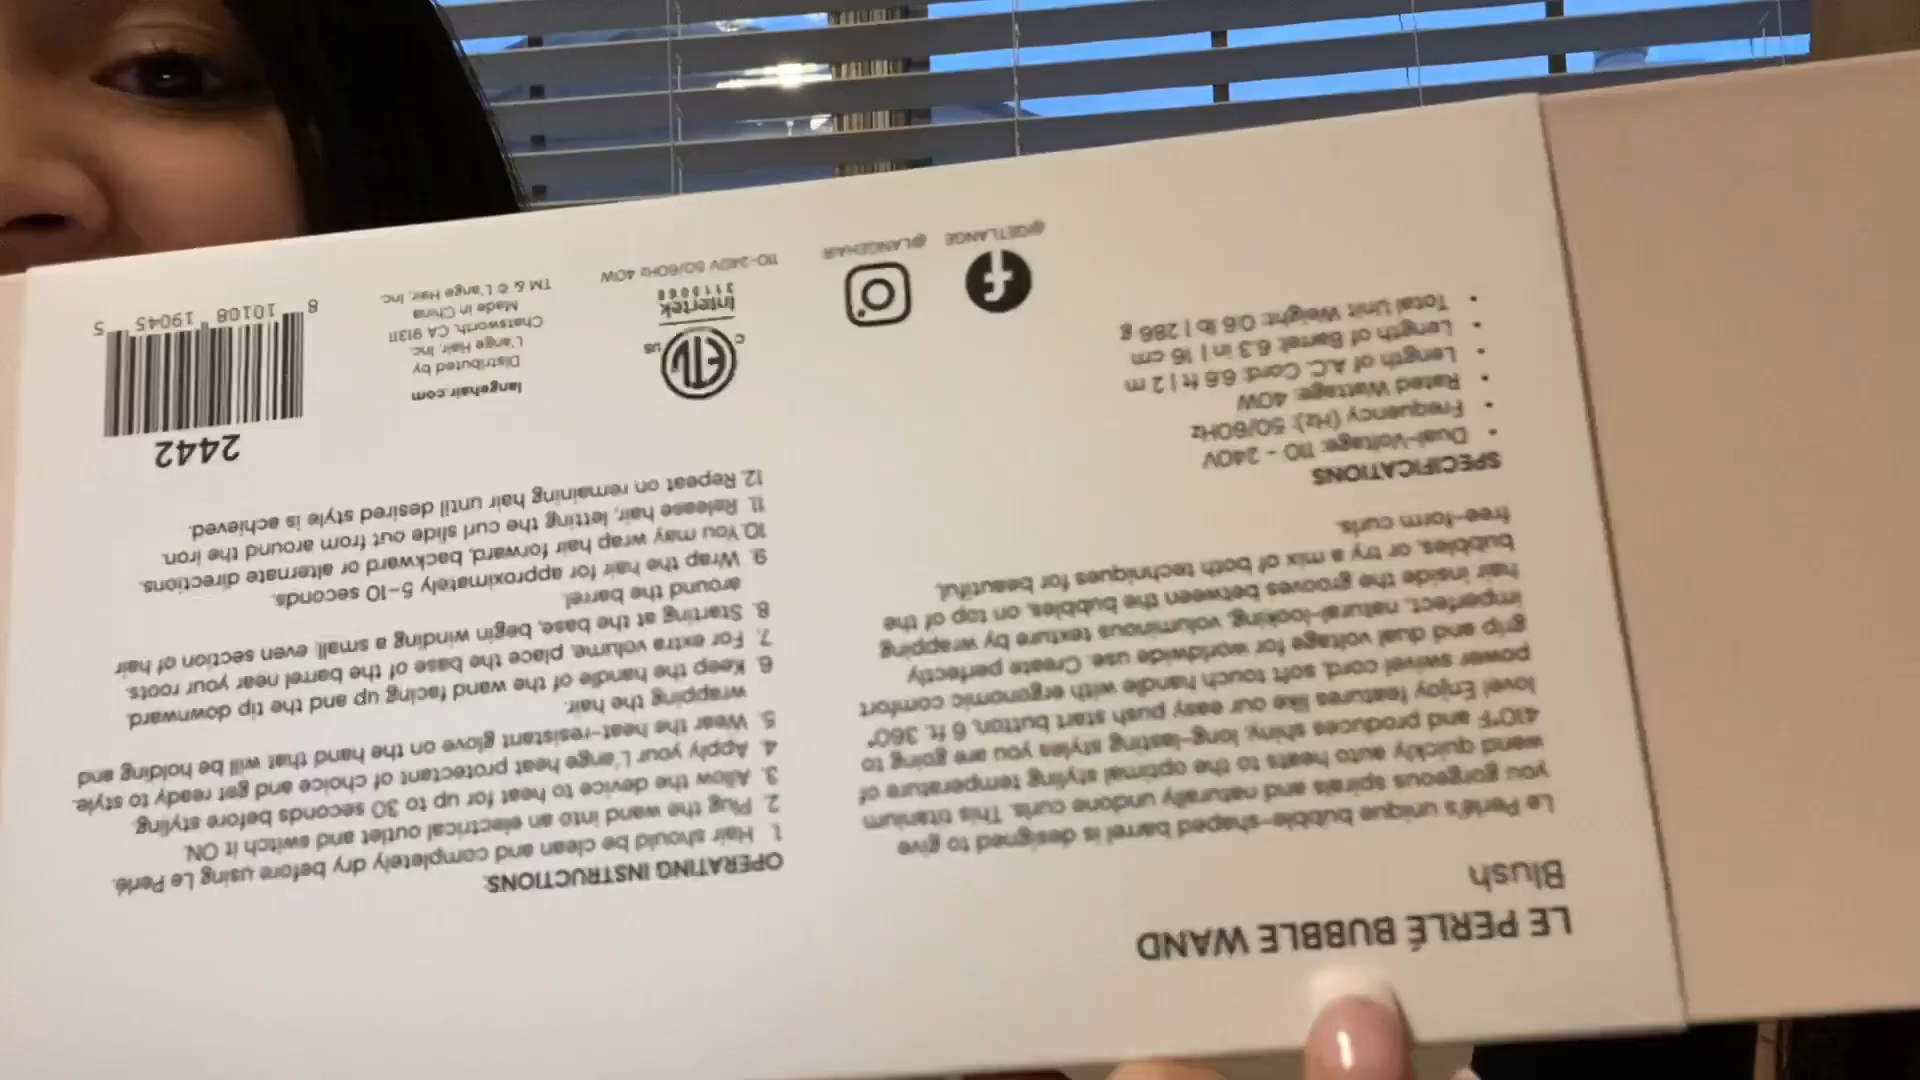 LE PERLÉ BUBBLE WAND
Blush
Le Perlé's unique bubble-shaped barrel is designed to give
you gorgeous spirals and naturally undone curls. This titanium
wand quickly auto heats to the optimal styling temperature of
410°F and produces shiny, long-lasting styles you are going to
love! Enjoy features like our easy push start button, 6 ft. 360°
power swivel cord, soft touch handle with ergonomic comfort
grip and dual voltage for worldwide use. Create perfectly
imperfect, natural-looking, voluminous texture by wrapping
hair inside the grooves between the bubbles, on top of the
bubbles, or try a mix of both techniques for beautiful,
free-form curls.
SPECIFICATIONS
• Dual-Voltage: 110 - 240V
• Frequency (Hz): 50/60Hz
• Rated Wattage: 40W
• Length of A.C. Cord: 6.6 ft | 2 m
• Length of Barrel: 6.3 in | 16 cm
• Total Unit Weight: 0.6 lb | 286 g
@GETLANGE
@LANGEHAIR
OPERATING INSTRUCTIONS:
1. Hair should be clean and completely dry before using Le Perlé.
2. Plug the wand into an electrical outlet and switch it ON.
3. Allow the device to heat for up to 30 seconds before styling.
4. Apply your L'ange heat protectant of choice and get ready to style.
5. Wear the heat-resistant glove on the hand that will be holding and
wrapping the hair.
6. Keep the handle of the wand facing up and the tip downward.
7. For extra volume, place the base of the barrel near your roots.
8. Starting at the base, begin winding a small, even section of hair
around the barrel.
9. Wrap the hair for approximately 5-10 seconds.
10. You may wrap hair forward, backward or alternate directions.
11. Release hair, letting the curl slide out from around the iron.
12. Repeat on remaining hair until desired style is achieved.
C ETL US
Intertek
3118068
110-240V 50/60Hz 40W
langehair.com
Distributed by
L'ange Hair, Inc.
Chatsworth, CA 91311
Made in China
TM & © L'ange Hair, Inc.
2442
8 10108 19045 5